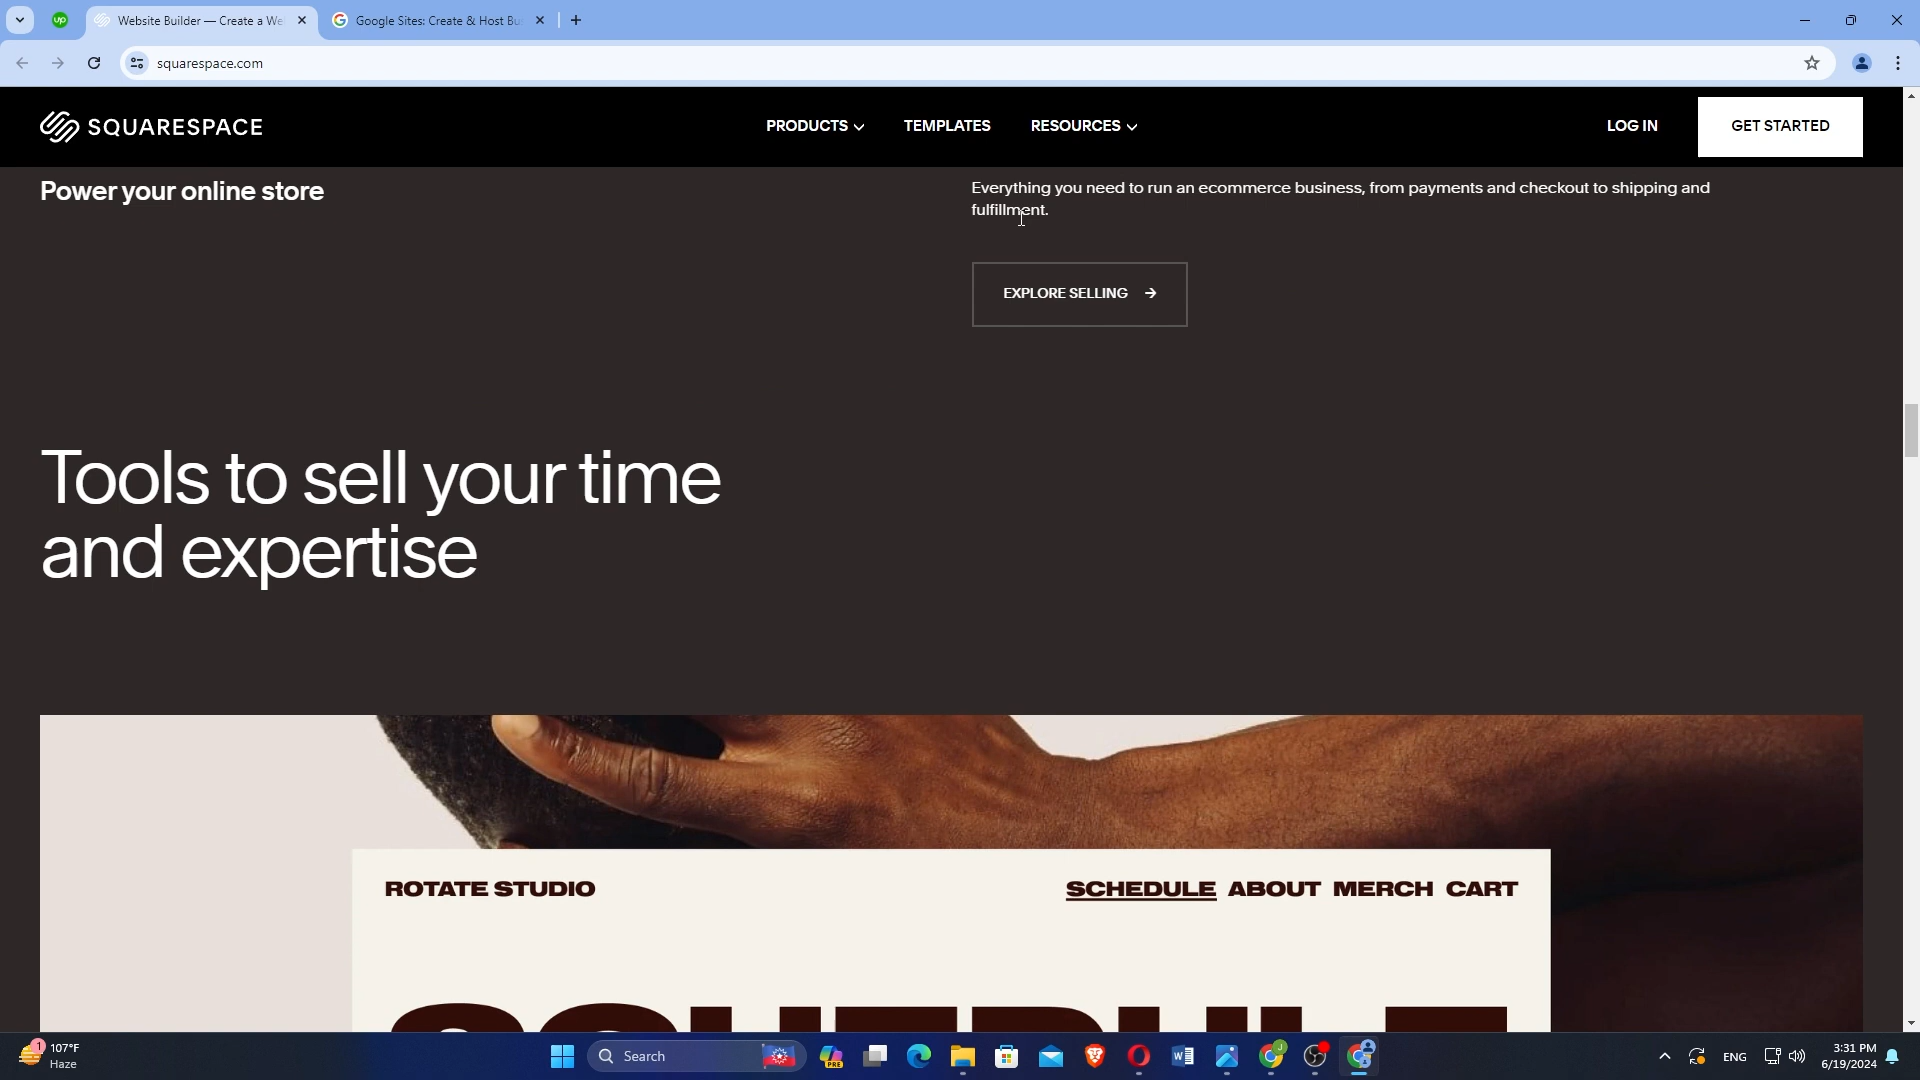 Website Builder — Create a We
Google Sites: Create & Host Bu
squarespace.com
SQUARESPACE
PRODUCTS
TEMPLATES
RESOURCES
LOG IN
GET STARTED
Power your online store
Everything you need to run an ecommerce business, from payments and checkout to shipping and
fulfillment.
EXPLORE SELLING
Tools to sell your time
and expertise
ROTATE STUDIO
SCHEDULE ABOUT MERCH CART
1
107°F
Haze
Search
PRE
J
ENG
3:31 PM
6/19/2024